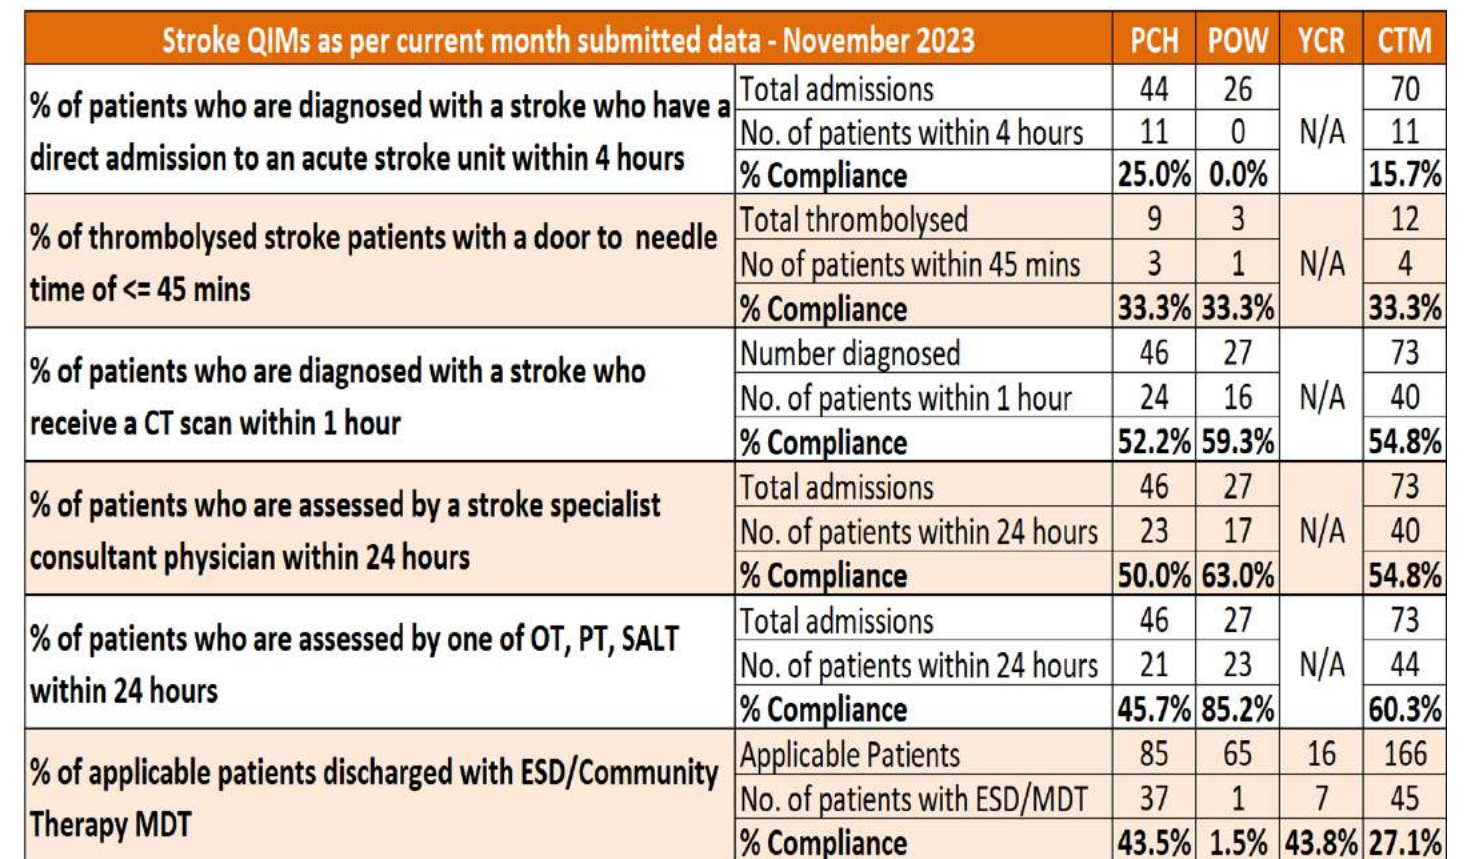 Stroke QIMs as per current month submitted data - November 2023 PCH POW YCR CTM
% of patients who are diagnosed with a stroke who have a direct admission to an acute stroke unit within 4 hours
Total admissions 44 26 N/A 70
No. of patients within 4 hours 11 0 11
% Compliance 25.0% 0.0% 15.7%
% of thrombolysed stroke patients with a door to needle time of <= 45 mins
Total thrombolysed 9 3 N/A 12
No of patients within 45 mins 3 1 4
% Compliance 33.3% 33.3% 33.3%
% of patients who are diagnosed with a stroke who receive a CT scan within 1 hour
Number diagnosed 46 27 N/A 73
No. of patients within 1 hour 24 16 40
% Compliance 52.2% 59.3% 54.8%
% of patients who are assessed by a stroke specialist consultant physician within 24 hours
Total admissions 46 27 N/A 73
No. of patients within 24 hours 23 17 40
% Compliance 50.0% 63.0% 54.8%
% of patients who are assessed by one of OT, PT, SALT within 24 hours
Total admissions 46 27 N/A 73
No. of patients within 24 hours 21 23 44
% Compliance 45.7% 85.2% 60.3%
% of applicable patients discharged with ESD/Community Therapy MDT
Applicable Patients 85 65 16 166
No. of patients with ESD/MDT 37 1 7 45
% Compliance 43.5% 1.5% 43.8% 27.1%